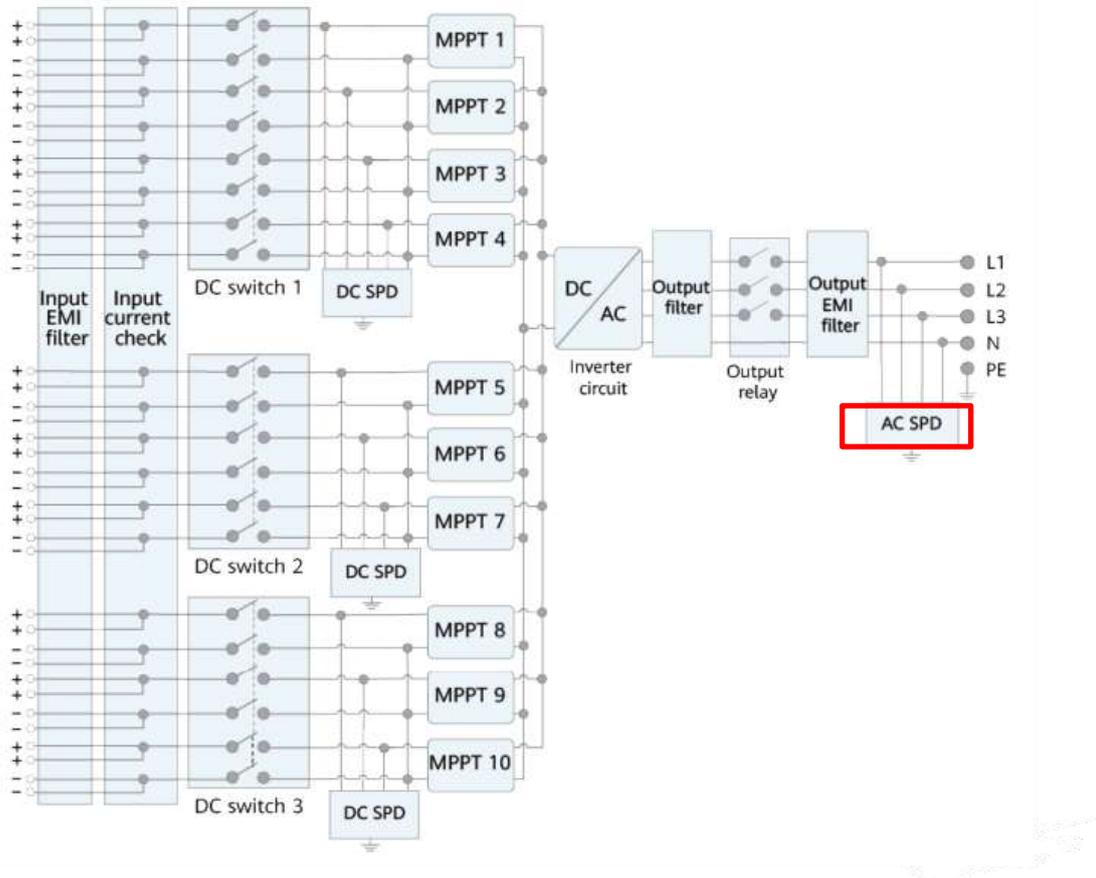 +
+
-
-
+
+
-
-
+
+
-
-
+
+
-
-
MPPT 1
MPPT 2
MPPT 3
MPPT 4
DC switch 1
DC SPD
Input
EMI
filter
Input
current
check
+
+
-
-
+
+
-
-
+
+
-
-
MPPT 5
MPPT 6
MPPT 7
DC switch 2
DC SPD
+
+
-
-
+
+
-
-
+
+
-
-
MPPT 8
MPPT 9
MPPT 10
DC switch 3
DC SPD
DC
AC
Inverter
circuit
Output
filter
Output
relay
Output
EMI
filter
L1
L2
L3
N
PE
AC SPD